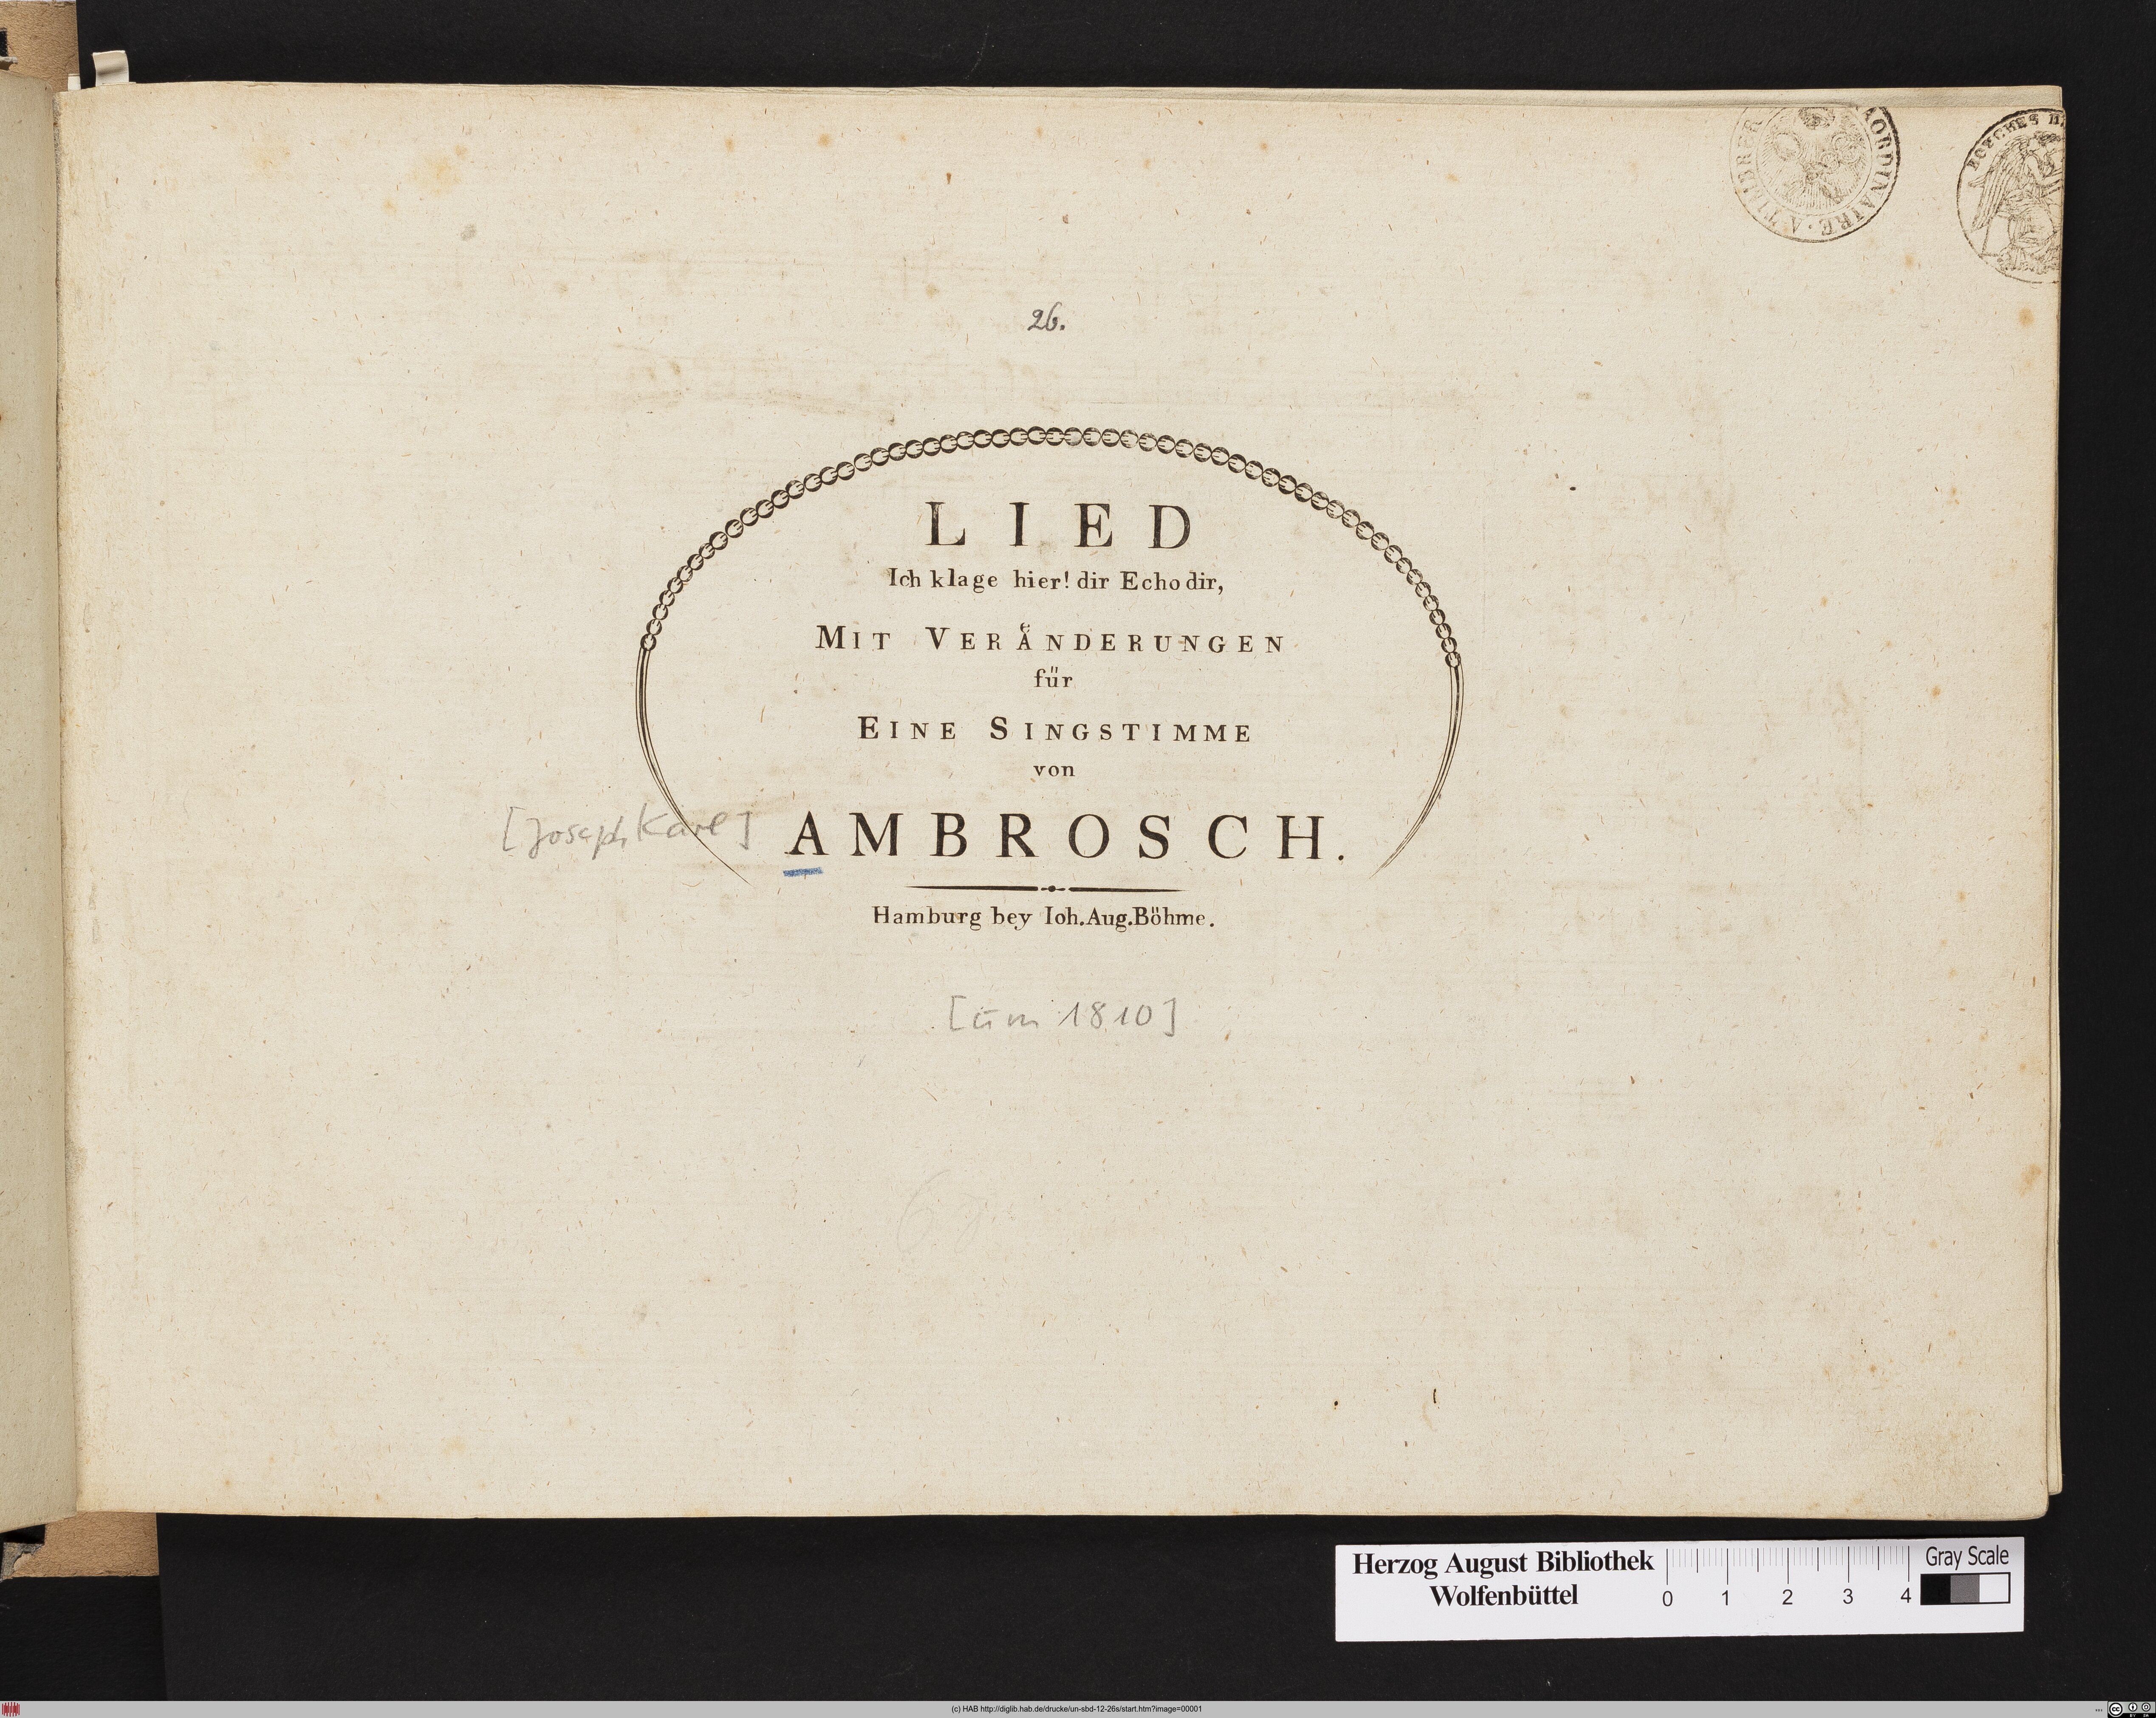 26.
LIED
Ich klage hier! dir Echo dir,
MIT VERAͤNDERUNGEN
für
EINE SINGSTIMME
von
[Joseph Karl] AMBROSCH.
Hamburg bey Ioh. Aug. Böhme.
[um 1810]
Herzog August Bibliothek
Wolfenbüttel
0 1 2 3 4
Gray Scale
(c) HAB http://diglib.hab.de/drucke/un-sbd-12-26s/start.htm?image=00001